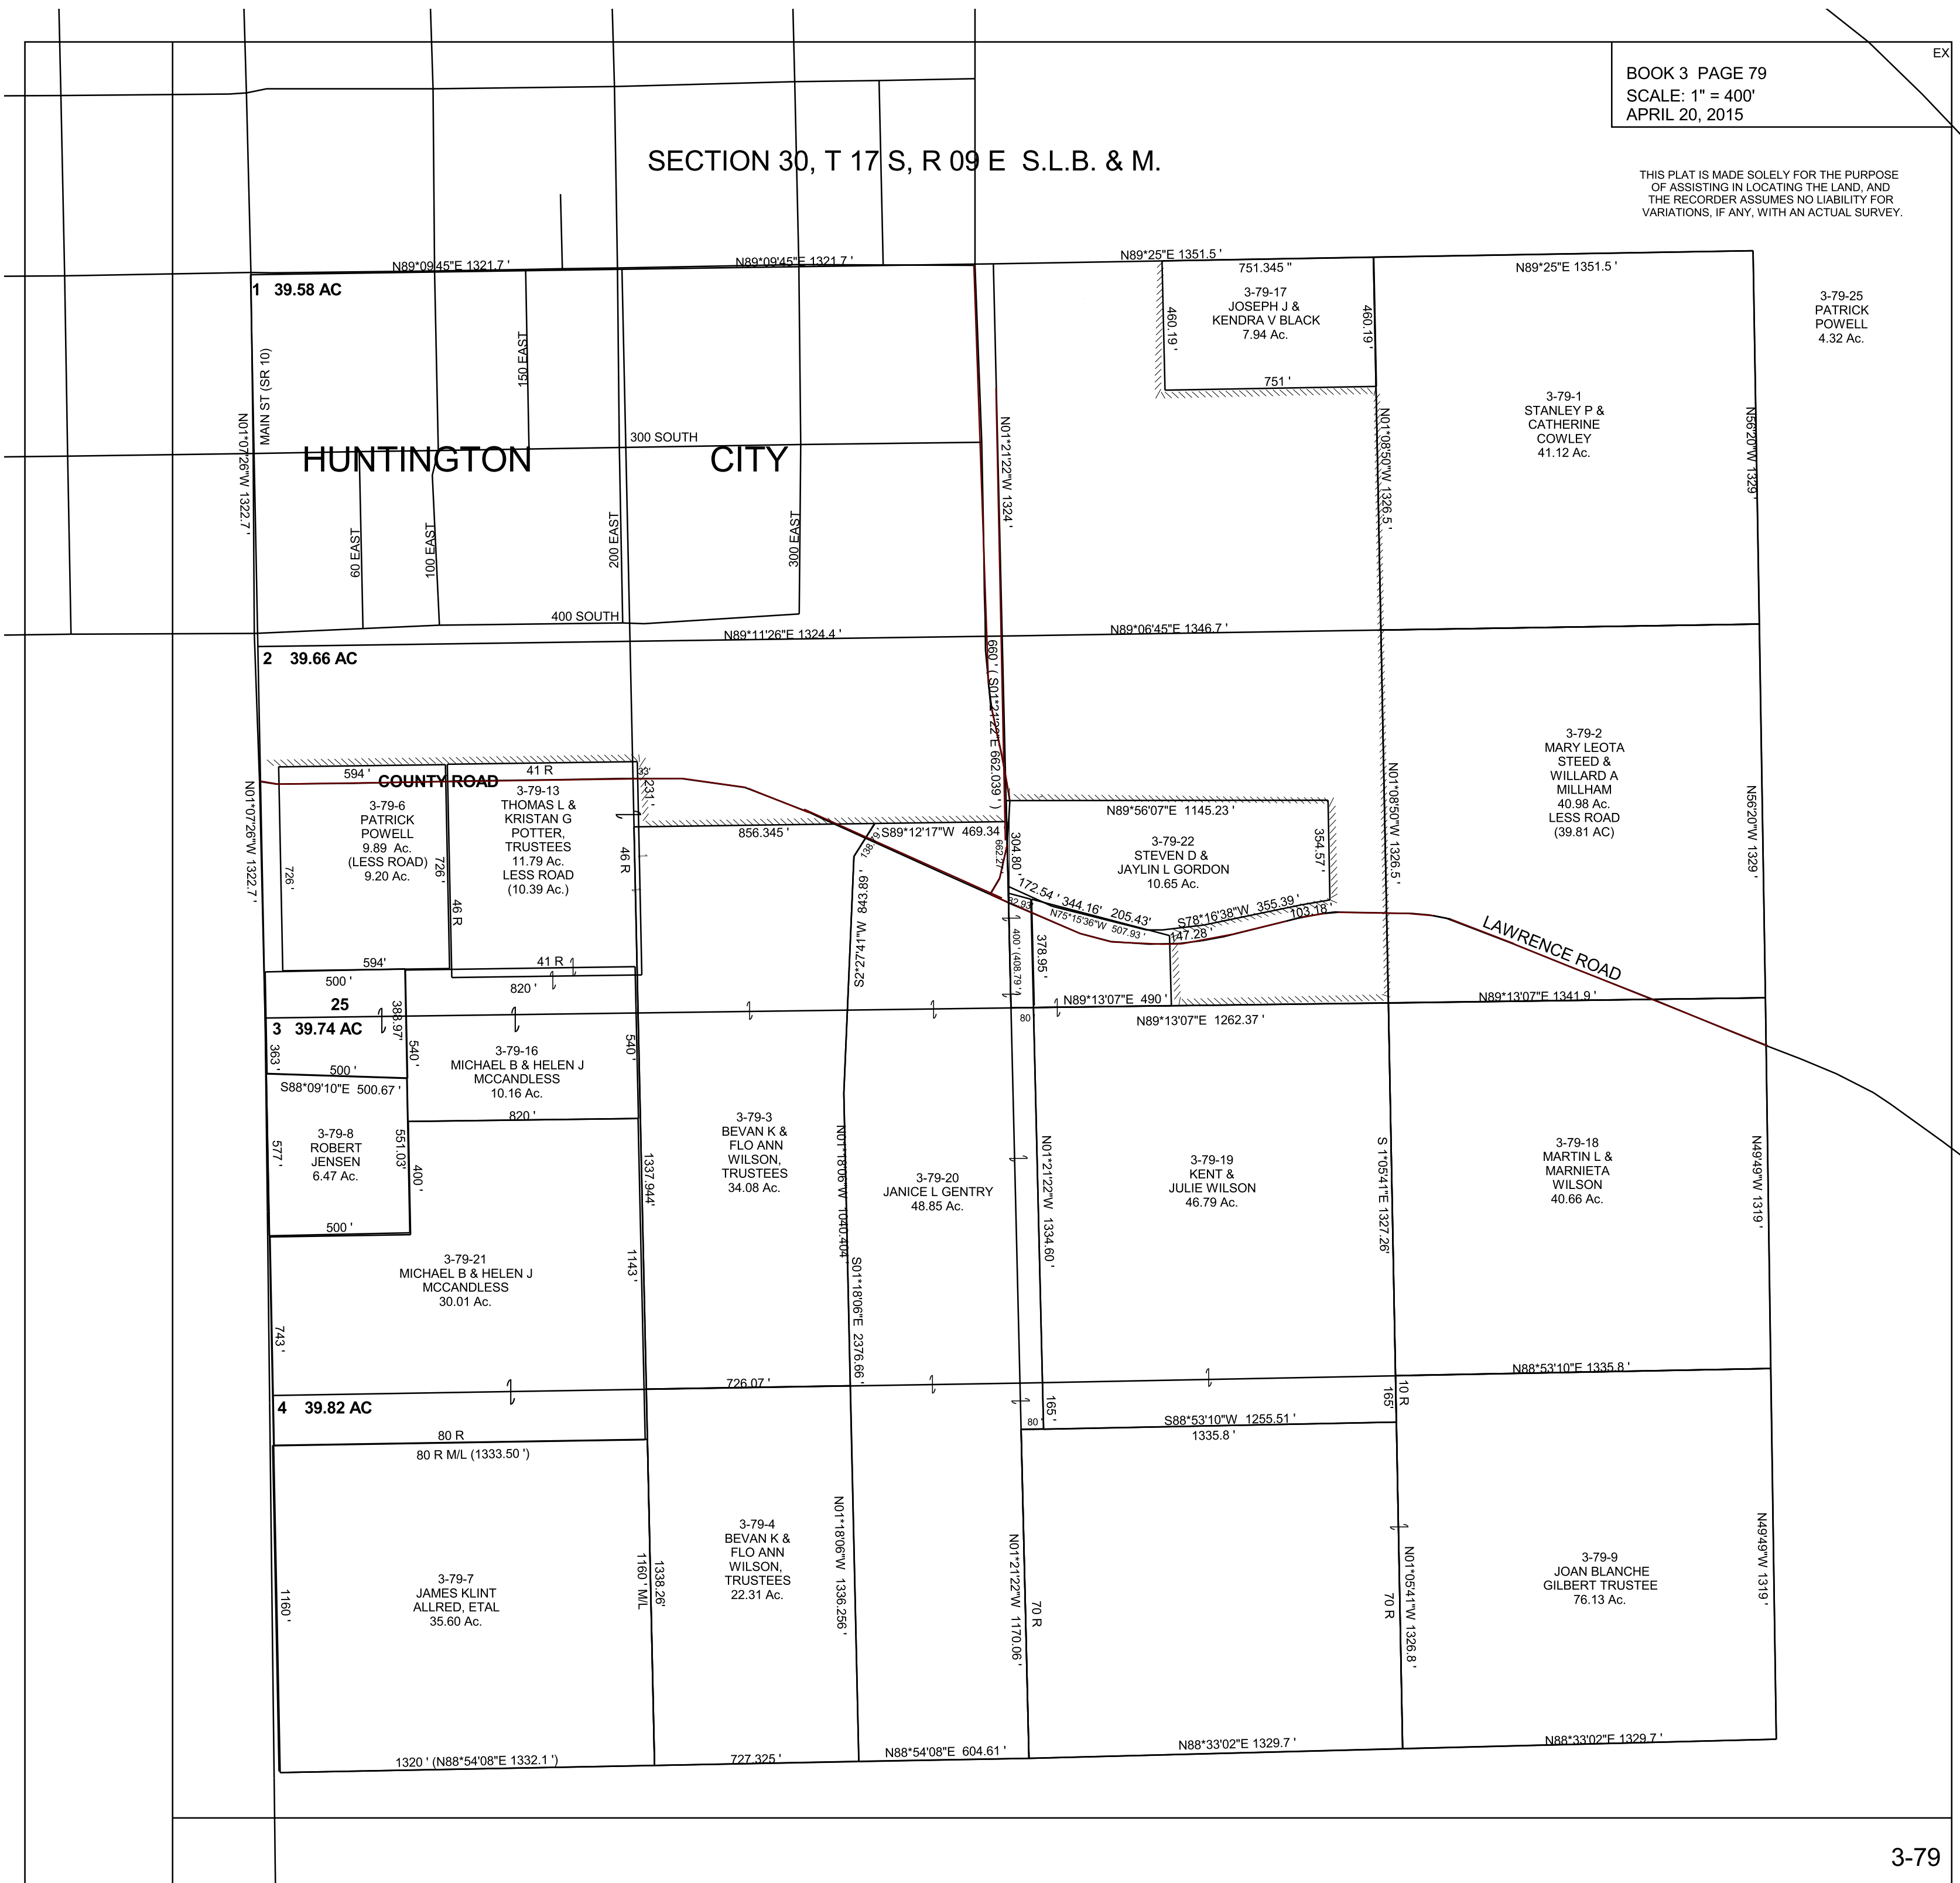 EX
BOOK 3 PAGE 79
SCALE: 1" = 400'
APRIL 20, 2015
SECTION 30, T 17 S, R 09 E S.L.B. & M.
THIS PLAT IS MADE SOLELY FOR THE PURPOSE
OF ASSISTING IN LOCATING THE LAND, AND
THE RECORDER ASSUMES NO LIABILITY FOR
VARIATIONS, IF ANY, WITH AN ACTUAL SURVEY.
N89*09'45"E 1321.7 '
N89*09'45"E 1321.7 '
N89*25"E 1351.5 '
751.345 "
N89*25"E 1351.5 '
1 39.58 AC
3-79-17
JOSEPH J &
KENDRA V BLACK
7.94 Ac.
460.19 '
460.19 '
751 '
3-79-25
PATRICK
POWELL
4.32 Ac.
MAIN ST (SR 10)
150 EAST
N01*07'26"W 1322.7 '
3-79-1
STANLEY P &
CATHERINE
COWLEY
41.12 Ac.
N56'20"W 1329'
N01*21'22"W 1324 '
N01*08'50"W 1326.5 '
300 SOUTH
HUNTINGTON CITY
60 EAST
100 EAST
200 EAST
300 EAST
400 SOUTH
N89*11'26"E 1324.4 '
N89*06'45"E 1346.7 '
2 39.66 AC
660 ' ( S01*21'22"E 662.039 ' )
594 '
COUNTY ROAD
41 R
33'
231 '
3-79-6
PATRICK
POWELL
9.89 Ac.
(LESS ROAD)
9.20 Ac.
726 '
726 '
3-79-13
THOMAS L &
KRISTAN G
POTTER,
TRUSTEES
11.79 Ac.
LESS ROAD
(10.39 Ac.)
46 R
46 R
N01*07'26"W 1322.7 '
856.345 '
S89*12'17"W 469.34
138.79 '
662.27'
304.80 '
N89*56'07"E 1145.23 '
3-79-22
STEVEN D &
JAYLIN L GORDON
10.65 Ac.
354.57 '
N01*08'50"W 1326.5 '
3-79-2
MARY LEOTA
STEED &
WILLARD A
MILLHAM
40.98 Ac.
LESS ROAD
(39.81 AC)
N56'20"W 1329 '
172.54 ' 344.16' 205.43'
S78*16'38"W 355.39 '
103.18 '
N75*15'36"W 507.93 '
147.28 '
400 ' (408.79 ')
378.95 '
LAWRENCE ROAD
S2*27'41"W 843.89 '
594'
41 R
500 '
820 '
25
388.97'
N89*13'07"E 490 '
N89*13'07"E 1341.9 '
N89*13'07"E 1262.37 '
80
3 39.74 AC
363 '
540 '
540 '
3-79-16
MICHAEL B & HELEN J
MCCANDLESS
10.16 Ac.
500 '
S88*09'10"E 500.67 '
820 '
3-79-8
ROBERT
JENSEN
6.47 Ac.
577 '
551.03'
400 '
500 '
3-79-3
BEVAN K &
FLO ANN
WILSON,
TRUSTEES
34.08 Ac.
1337.944'
N01*18'06"W 1040.404
3-79-20
JANICE L GENTRY
48.85 Ac.
N01*21'22"W 1334.60 '
3-79-19
KENT &
JULIE WILSON
46.79 Ac.
S 1*05'41"E 1327.26'
3-79-18
MARTIN L &
MARNIETA
WILSON
40.66 Ac.
N49'49"W 1319 '
3-79-21
MICHAEL B & HELEN J
MCCANDLESS
30.01 Ac.
1143 '
S01*18'06"E 2376.66 '
743 '
726.07 '
N88*53'10"E 1335.8 '
4 39.82 AC
165 '
165'
10 R
80 '
S88*53'10"W 1255.51 '
1335.8 '
80 R
80 R M/L (1333.50 ')
3-79-7
JAMES KLINT
ALLRED, ETAL
35.60 Ac.
1160 '
1160 ' M/L
1338.26'
3-79-4
BEVAN K &
FLO ANN
WILSON,
TRUSTEES
22.31 Ac.
N01*18'06"W 1336.256 '
N01*21'22"W 1170.06 '
70 R
70 R
N01*05'41"W 1326.8 '
3-79-9
JOAN BLANCHE
GILBERT TRUSTEE
76.13 Ac.
N49'49"W 1319 '
1320 ' (N88*54'08"E 1332.1 ')
727.325 '
N88*54'08"E 604.61 '
N88*33'02"E 1329.7 '
N88*33'02"E 1329.7 '
3-79